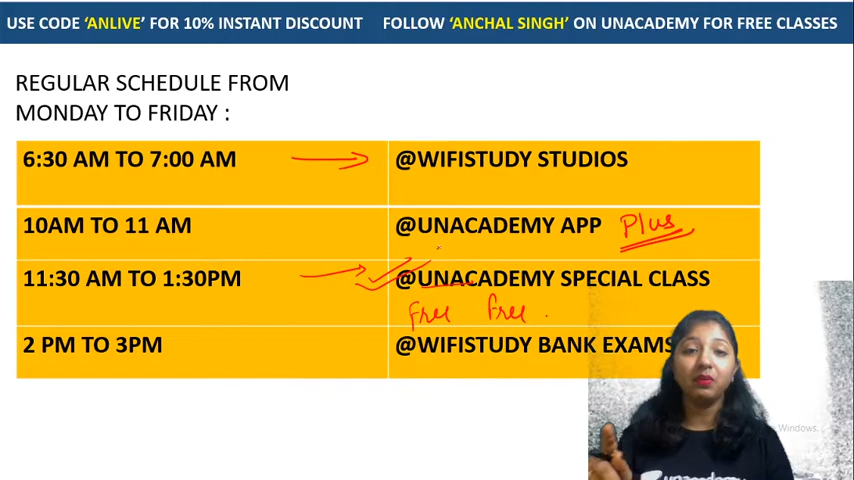 USE CODE ‘ANLIVE’ FOR 10% INSTANT DISCOUNT FOLLOW ‘ANCHAL SINGH’ ON UNACADEMY FOR FREE CLASSES
REGULAR SCHEDULE FROM
MONDAY TO FRIDAY :
6:30 AM TO 7:00 AM @WIFISTUDY STUDIOS
10AM TO 11 AM @UNACADEMY APP Plus
11:30 AM TO 1:30PM @UNACADEMY SPECIAL CLASS
free free
2 PM TO 3PM @WIFISTUDY BANK EXAMS
Windows.
unacademy